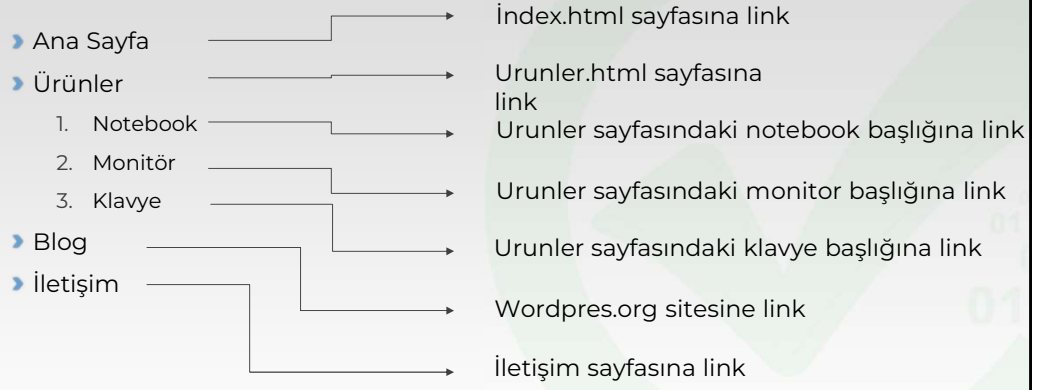 Ana Sayfa
Ürünler
1. Notebook
2. Monitör
3. Klavye
Blog
İletişim
İndex.html sayfasına link
Urunler.html sayfasına
link
Urunler sayfasındaki notebook başlığına link
Urunler sayfasındaki monitor başlığına link
Urunler sayfasındaki klavye başlığına link
Wordpres.org sitesine link
İletişim sayfasına link
01
01